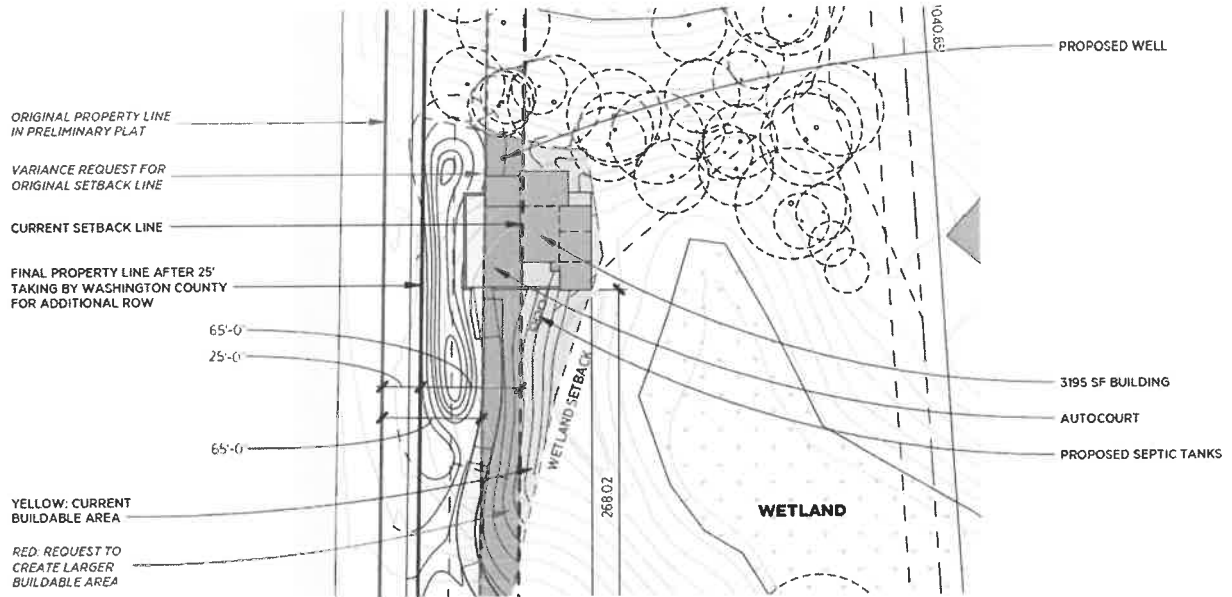 1040.85'
PROPOSED WELL
ORIGINAL PROPERTY LINE
IN PRELIMINARY PLAT
VARIANCE REQUEST FOR
ORIGINAL SETBACK LINE
CURRENT SETBACK LINE
FINAL PROPERTY LINE AFTER 25'
TAKING BY WASHINGTON COUNTY
FOR ADDITIONAL ROW
65'-0"
25'-0"
65'-0"
WETLAND SETBACK
3195 SF BUILDING
AUTOCOURT
PROPOSED SEPTIC TANKS
268.02
WETLAND
YELLOW: CURRENT
BUILDABLE AREA
RED: REQUEST TO
CREATE LARGER
BUILDABLE AREA